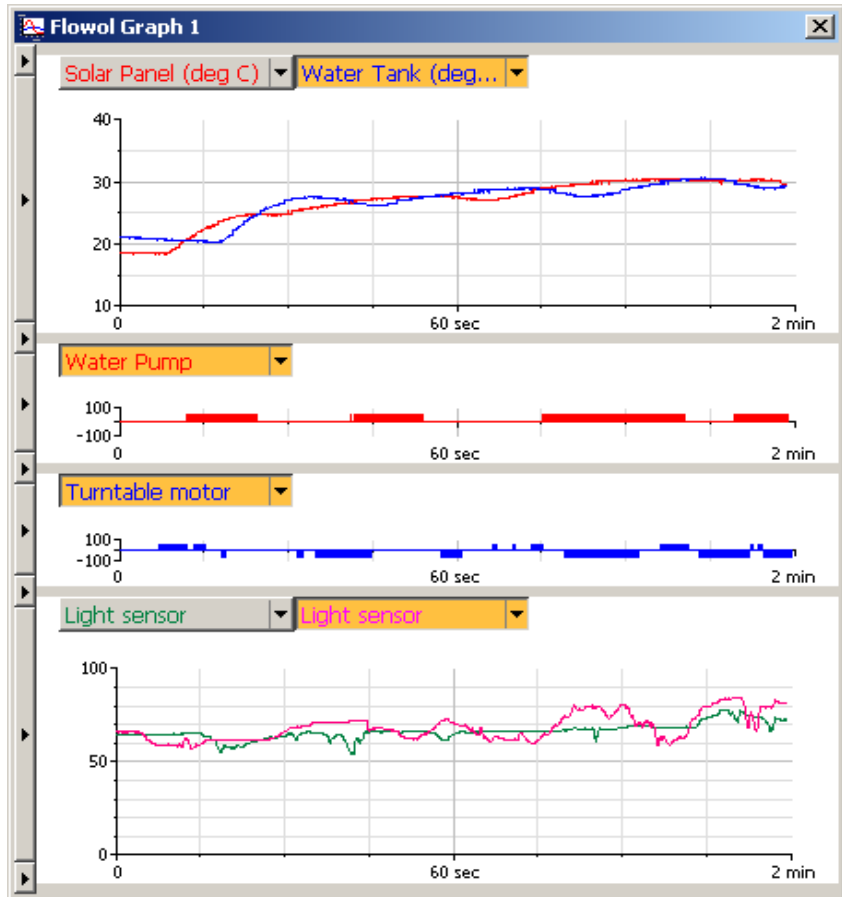 Flowol Graph 1
Solar Panel (deg C) Water Tank (deg...
40
30
20
10
0 60 sec 2 min
Water Pump
100
-100
0 60 sec 2 min
Turntable motor
100
-100
0 60 sec 2 min
Light sensor Light sensor
100
50
0
0 60 sec 2 min